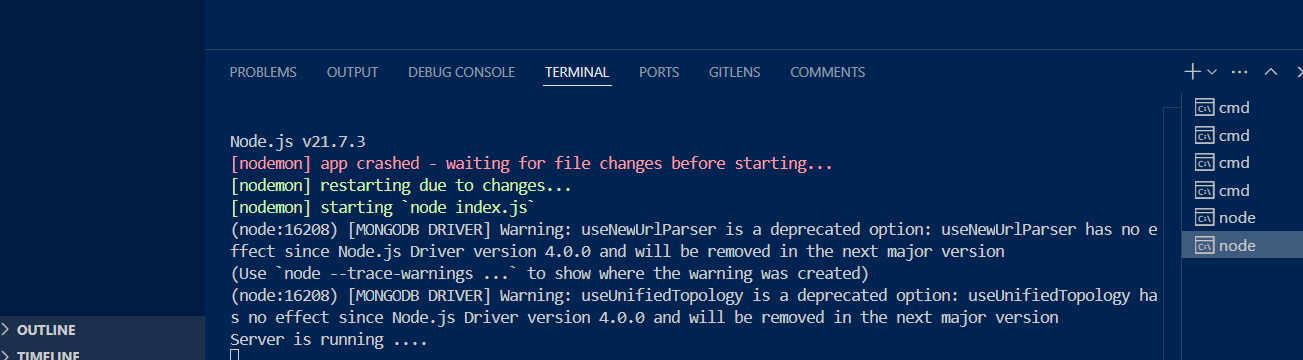 PROBLEMS OUTPUT DEBUG CONSOLE TERMINAL PORTS GITLENS COMMENTS
Node.js v21.7.3
[nodemon] app crashed - waiting for file changes before starting...
[nodemon] restarting due to changes...
[nodemon] starting `node index.js`
(node:16208) [MONGODB DRIVER] Warning: useNewUrlParser is a deprecated option: useNewUrlParser has no e
ffect since Node.js Driver version 4.0.0 and will be removed in the next major version
(Use `node --trace-warnings ...` to show where the warning was created)
(node:16208) [MONGODB DRIVER] Warning: useUnifiedTopology is a deprecated option: useUnifiedTopology ha
s no effect since Node.js Driver version 4.0.0 and will be removed in the next major version
Server is running ....
cmd
cmd
cmd
cmd
node
node
OUTLINE
TIMELINE